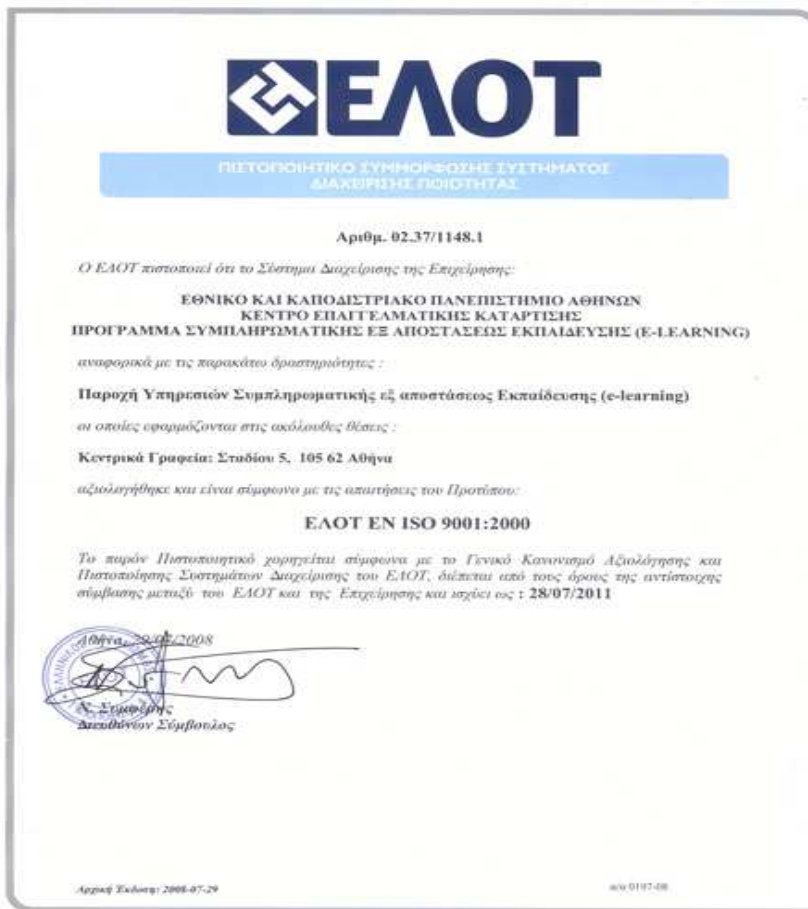 ΕΛΟΤ
ΠΙΣΤΟΠΟΙΗΤΙΚΟ ΣΥΜΜΟΡΦΩΣΗΣ ΣΥΣΤΗΜΑΤΟΣ
ΔΙΑΧΕΙΡΙΣΗΣ ΠΟΙΟΤΗΤΑΣ
Αριθμ. 02.37/1148.1
Ο ΕΛΟΤ πιστοποιεί ότι το Σύστημα Διαχείρισης της Επιχείρησης:
ΕΘΝΙΚΟ ΚΑΙ ΚΑΠΟΔΙΣΤΡΙΑΚΟ ΠΑΝΕΠΙΣΤΗΜΙΟ ΑΘΗΝΩΝ
ΚΕΝΤΡΟ ΕΠΑΓΓΕΛΜΑΤΙΚΗΣ ΚΑΤΑΡΤΙΣΗΣ
ΠΡΟΓΡΑΜΜΑ ΣΥΜΠΛΗΡΩΜΑΤΙΚΗΣ ΕΞ ΑΠΟΣΤΑΣΕΩΣ ΕΚΠΑΙΔΕΥΣΗΣ (E-LEARNING)
αναφορικά με τις παρακάτω δραστηριότητες :
Παροχή Υπηρεσιών Συμπληρωματικής εξ αποστάσεως Εκπαίδευσης (e-learning)
οι οποίες εφαρμόζονται στις ακόλουθες θέσεις :
Κεντρικά Γραφεία: Σταδίου 5, 105 62 Αθήνα
αξιολογήθηκε και είναι σύμφωνο με τις απαιτήσεις του Προτύπου:
ΕΛΟΤ EN ISO 9001:2000
Το παρόν Πιστοποιητικό χορηγείται σύμφωνα με το Γενικό Κανονισμό Αξιολόγησης και
Πιστοποίησης Συστημάτων Διαχείρισης του ΕΛΟΤ, διέπεται από τους όρους της αντίστοιχης
σύμβασης μεταξύ του ΕΛΟΤ και της Επιχείρησης και ισχύει ως : 28/07/2011
Αθήνα,
Ν.
Διευθύνων Σύμβουλος
Αρχική Έκδοση: 2008-07-29
α/α 0197-08